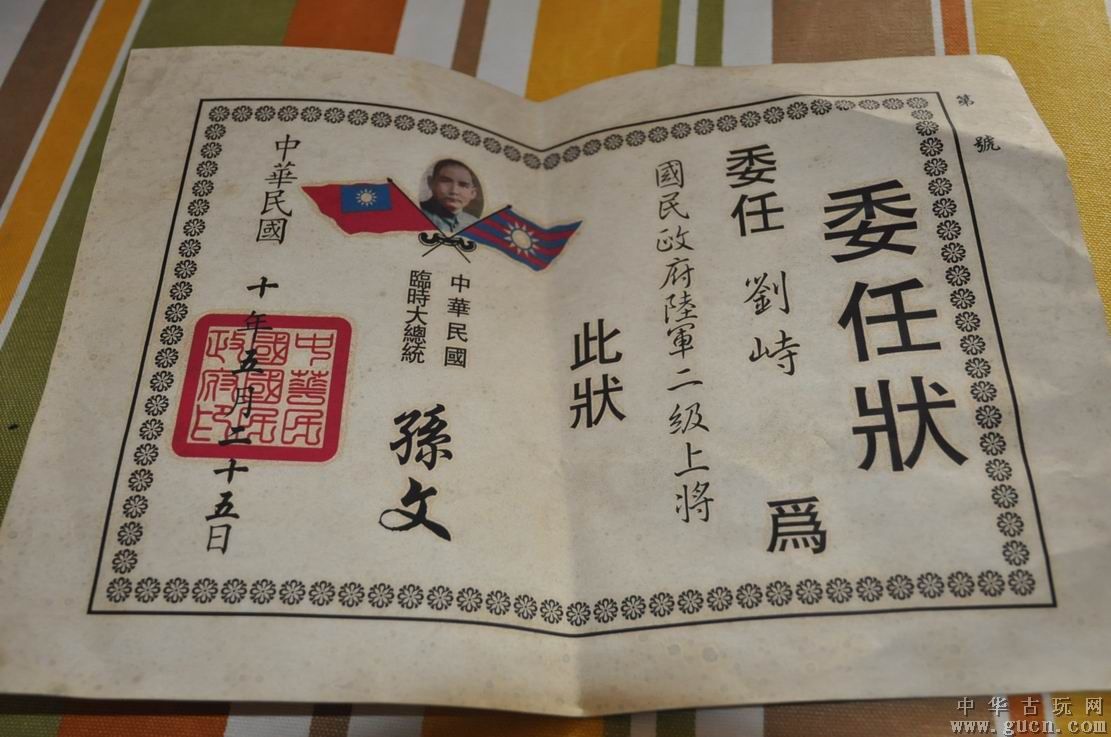 第 號
委任狀
委任 劉峙 爲
國民政府陸軍二級上將
此狀
中華民國
臨時大總統
孫文
中華民國 十年五月二十五日
中華民
國國民
政府印
中华古玩网
www.gucn.com